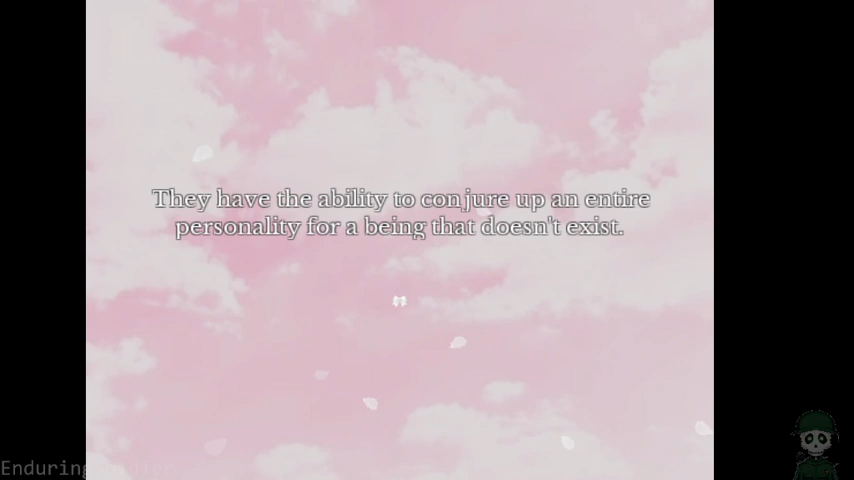 They have the ability to conjure up an entire
personality for a being that doesn't exist.
Enduring